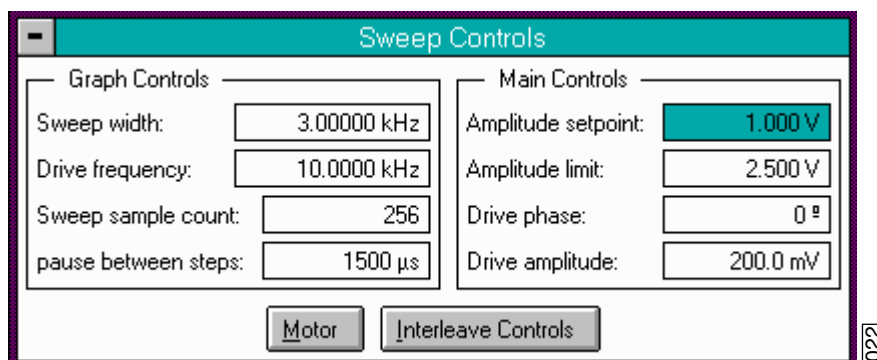 Sweep Controls
Graph Controls
Sweep width: 3.00000 kHz
Drive frequency: 10.0000 kHz
Sweep sample count: 256
pause between steps: 1500 µs
Main Controls
Amplitude setpoint: 1.000 V
Amplitude limit: 2.500 V
Drive phase: 0 º
Drive amplitude: 200.0 mV
Motor
Interleave Controls
022